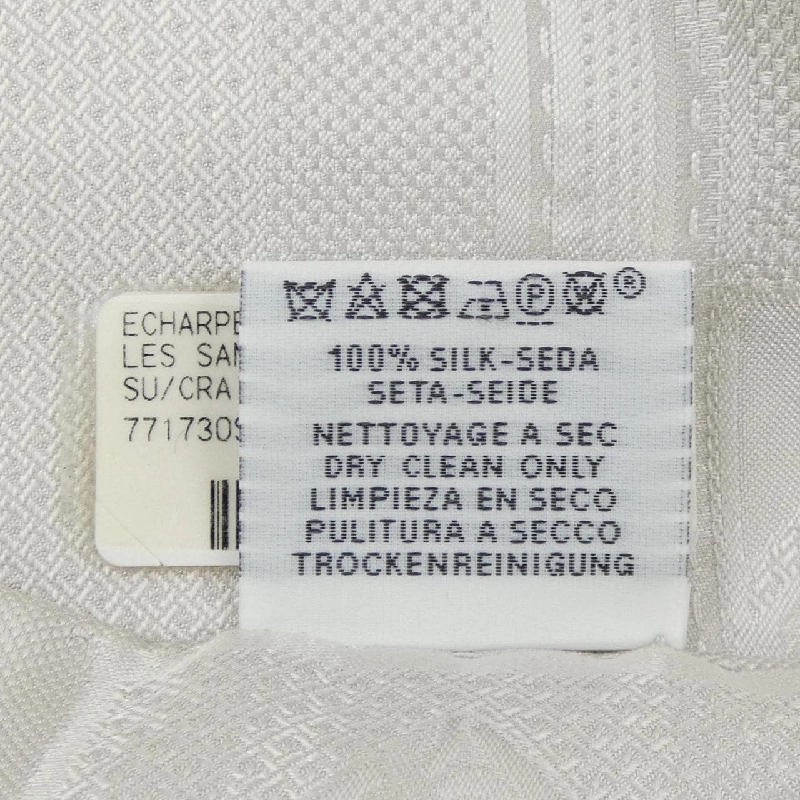 ECHARPE
LES
SU/CRA
771730
P W ®
100% SILK-SEDA
SETA-SEIDE
NETTOYAGE A SEC
DRY CLEAN ONLY
LIMPIEZA EN SECO
PULITURA A SECCO
TROCKENREINIGUNG